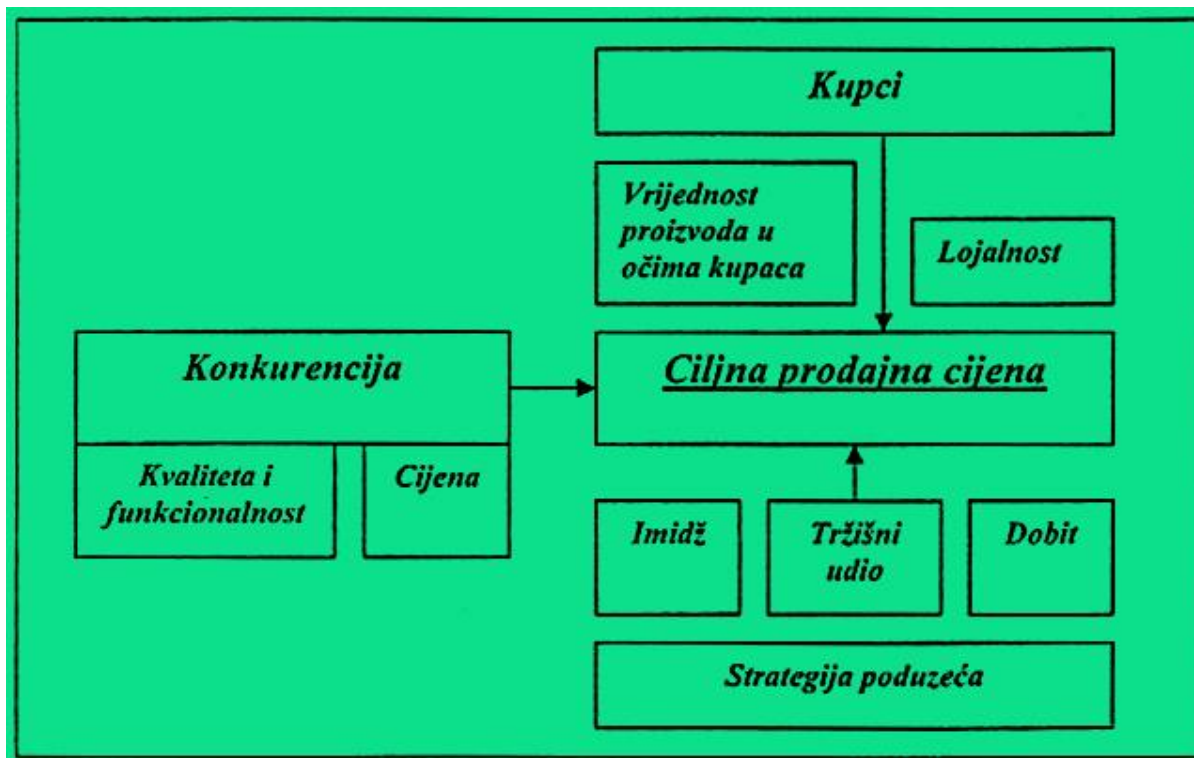 Kupci
Vrijednost
proizvoda u
očima kupaca
Lojalnost
Konkurencija
Ciljna prodajna cijena
Kvaliteta i
funkcionalnost
Cijena
Imidž
Tržišni
udio
Dobit
Strategija poduzeća